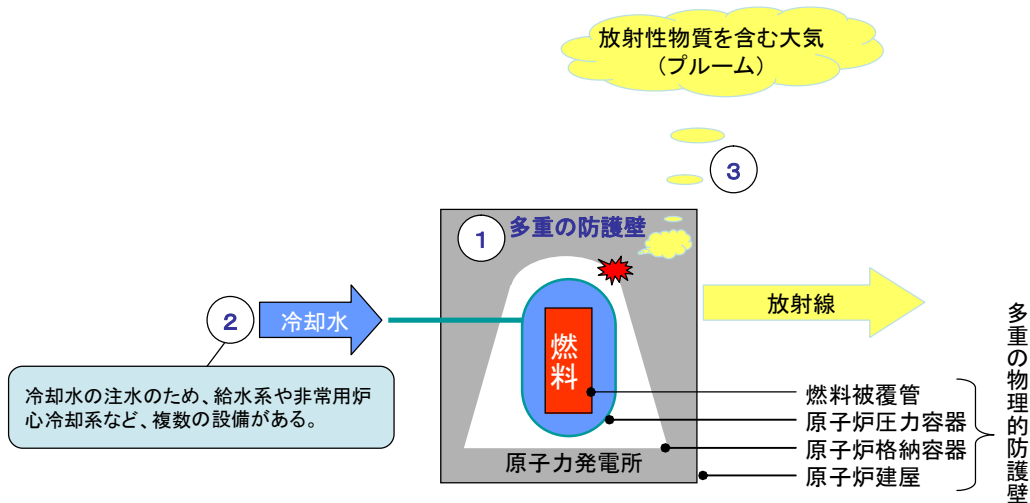 放射性物質を含む大気
（プルーム）
3
1
多重の防護壁
2
冷却水
放射線
燃料
冷却水の注水のため、給水系や非常用炉
心冷却系など、複数の設備がある。
燃料被覆管
原子炉圧力容器
原子炉格納容器
原子炉建屋
原子力発電所
多重の物理的防護壁